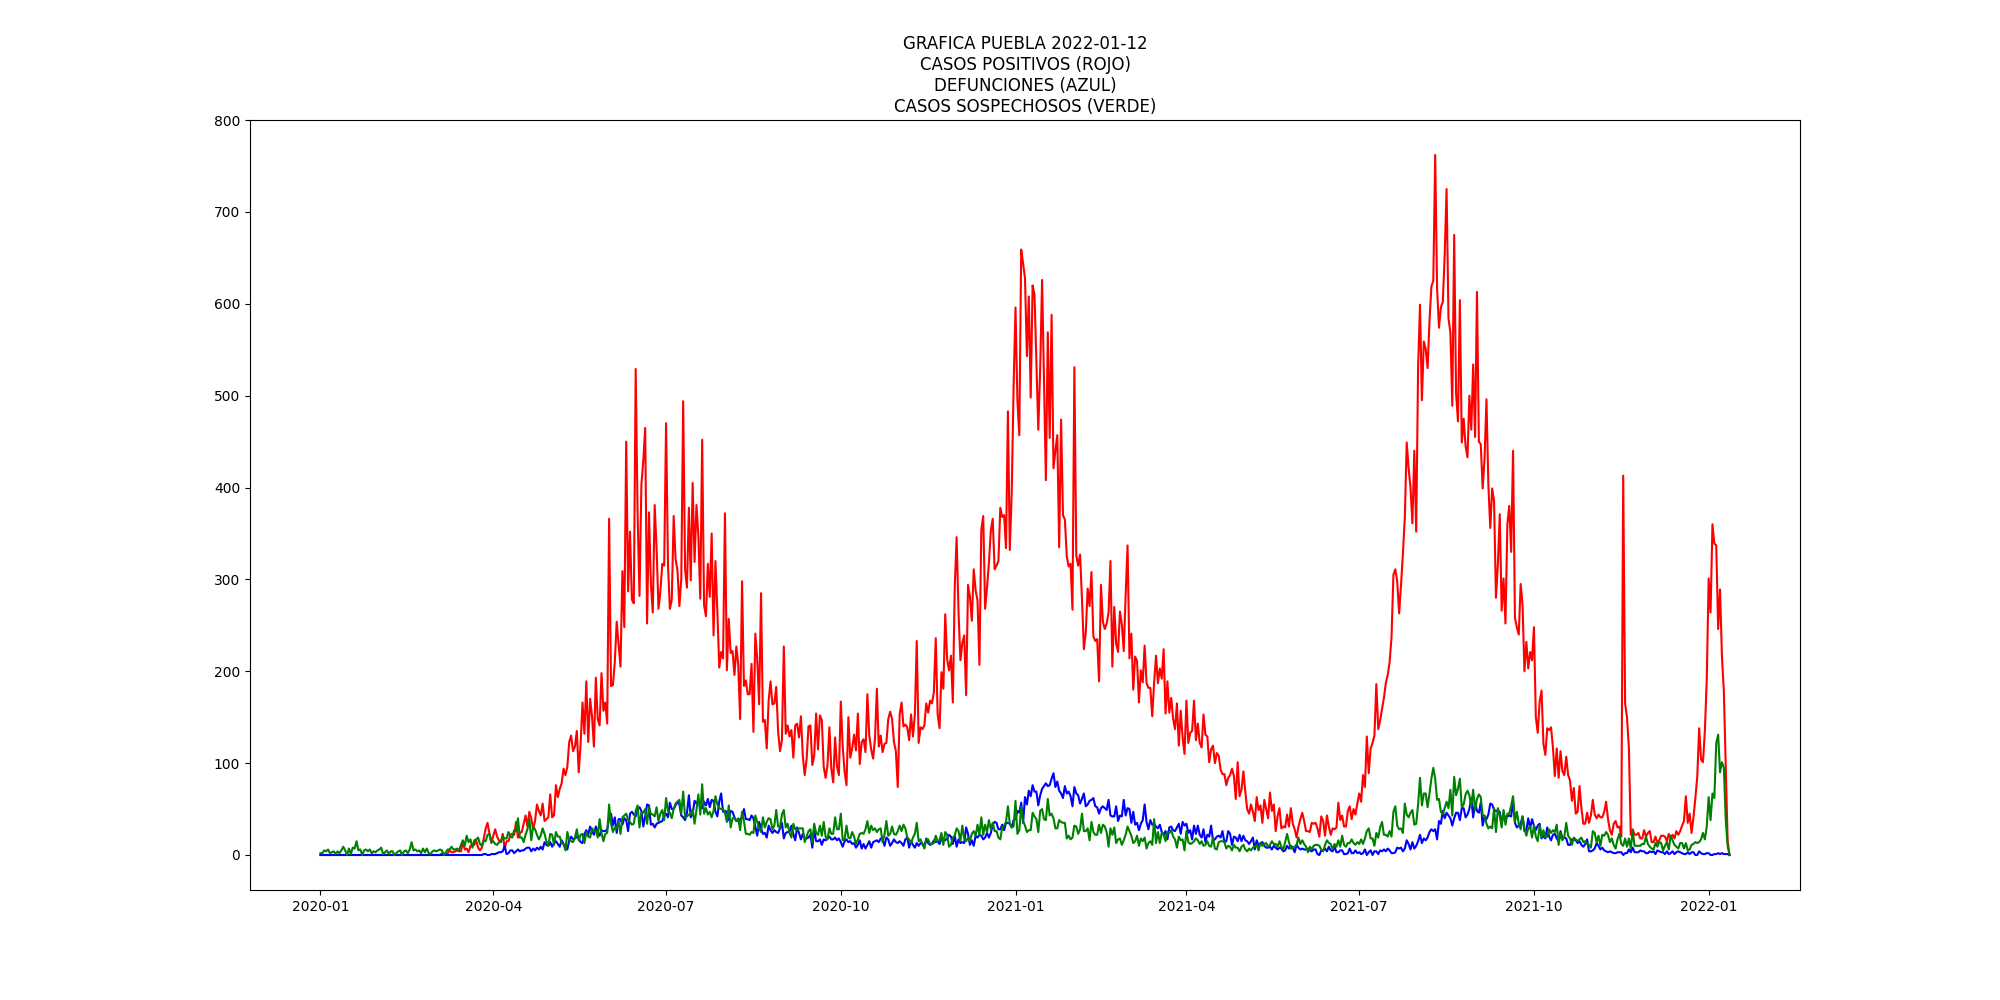 GRAFICA PUEBLA 2022-01-12
CASOS POSITIVOS (ROJO)
DEFUNCIONES (AZUL)
CASOS SOSPECHOSOS (VERDE)
800
700
600
500
400
300
200
100
0
2020-01 2020-04 2020-07 2020-10 2021-01 2021-04 2021-07 2021-10 2022-01